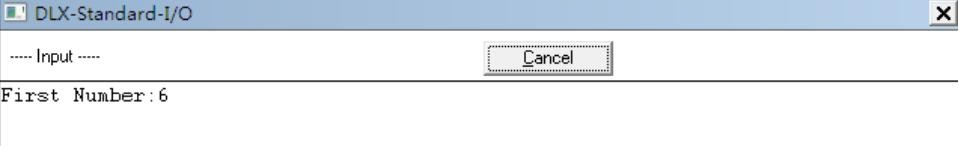 DLX-Standard-I/O
----- Input -----
Cancel
First Number:6